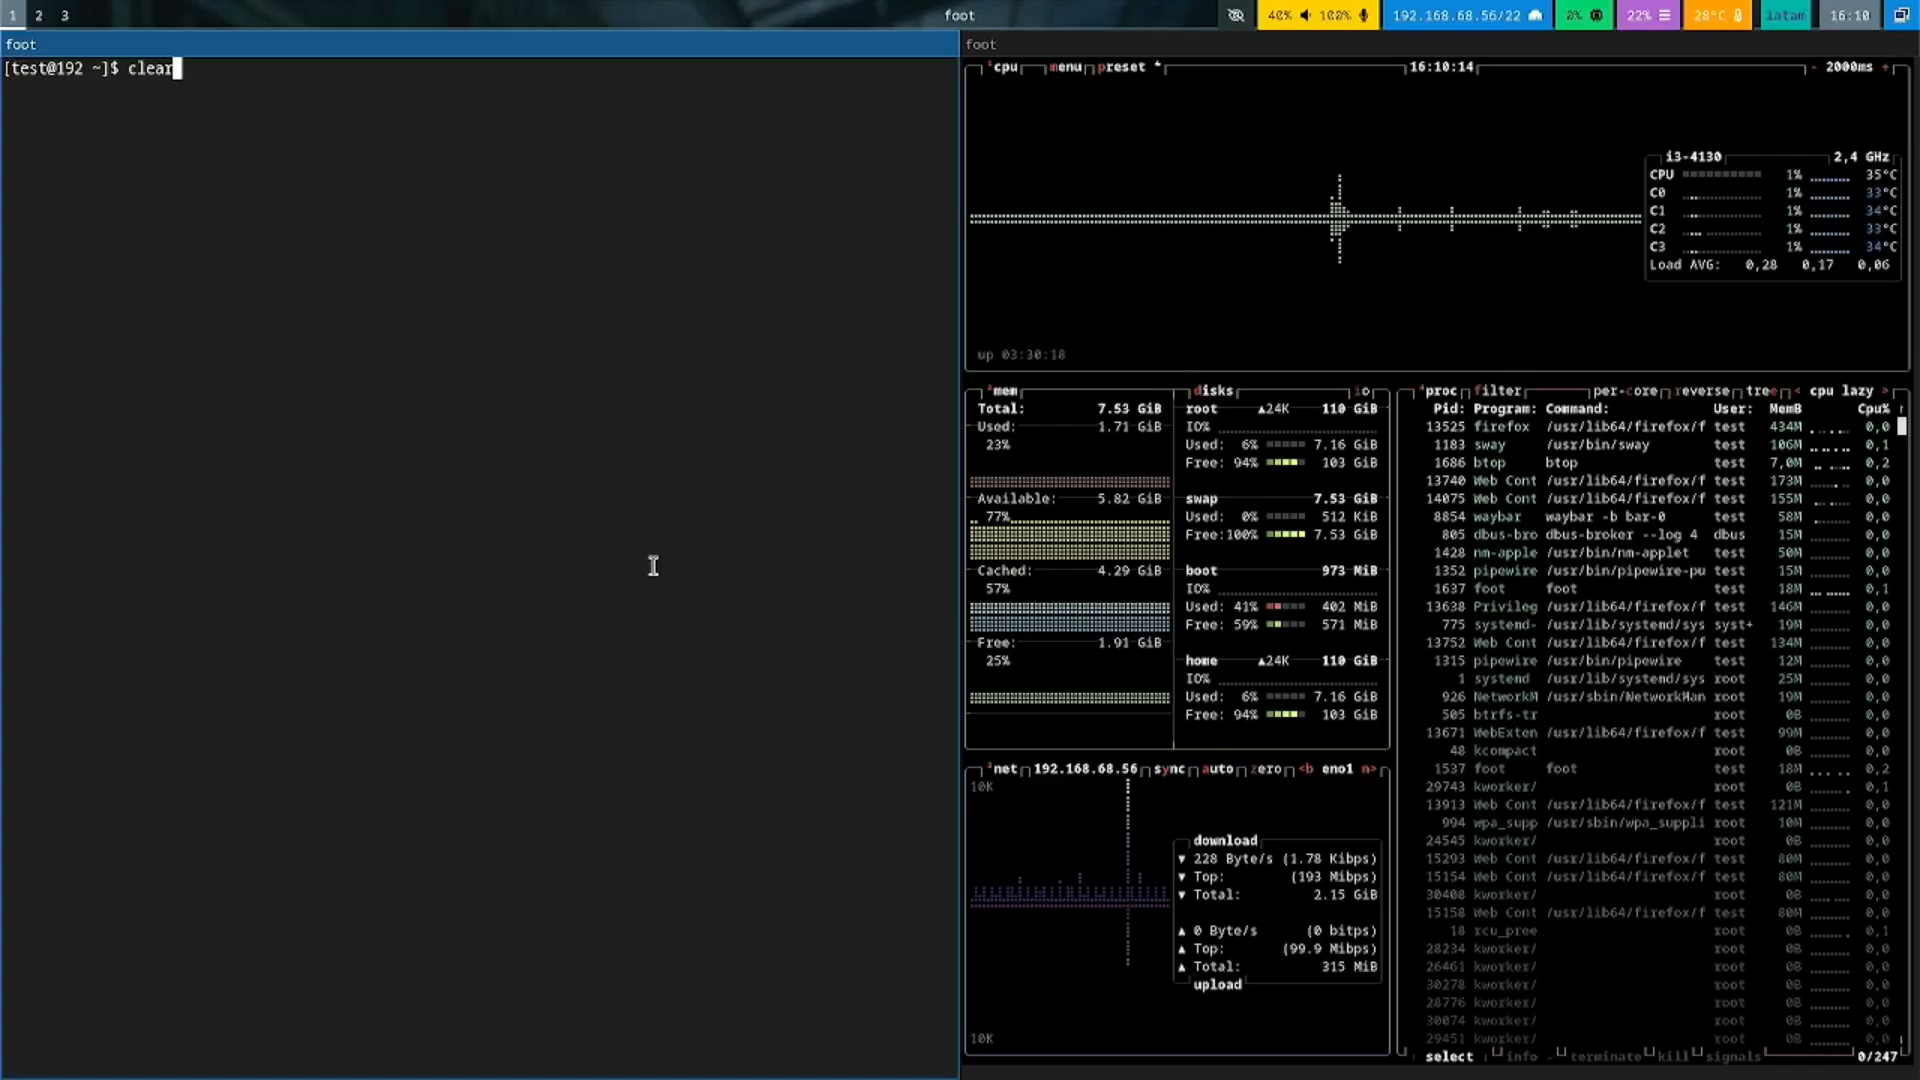 1 2 3
foot
40% 100%
192.168.68.56/22
0%
22%
28°C
latam
16:10
foot
[test@192 ~]$ clear
foot
¹cpu menu preset * 16:10:14 - 2000ms +
i3-4130 2,4 GHz
CPU 1% 35°C
C0 1% 33°C
C1 1% 34°C
C2 1% 33°C
C3 1% 34°C
Load AVG: 0,28 0,17 0,06
up 03:30:18
²mem
Total: 7.53 GiB
Used: 1.71 GiB
23%
Available: 5.82 GiB
77%
Cached: 4.29 GiB
57%
Free: 1.91 GiB
25%
disks io
root ▲24K 110 GiB
IO%
Used: 6% 7.16 GiB
Free: 94% 103 GiB
swap 7.53 GiB
Used: 0% 512 KiB
Free:100% 7.53 GiB
boot 973 MiB
IO%
Used: 41% 402 MiB
Free: 59% 571 MiB
home ▲24K 110 GiB
IO%
Used: 6% 7.16 GiB
Free: 94% 103 GiB
³net 192.168.68.56 sync auto zero <b eno1 n>
10K
download
▼ 228 Byte/s (1.78 Kibps)
▼ Top: (193 Mibps)
▼ Total: 2.15 GiB
▲ 0 Byte/s (0 bitps)
▲ Top: (99.9 Mibps)
▲ Total: 315 MiB
upload
10K
⁴proc filter per-core reverse tree < cpu lazy >
Pid: Program: Command: User: MemB Cpu% ↑
13525 firefox /usr/lib64/firefox/f test 434M 0,0
1183 sway /usr/bin/sway test 106M 0,1
1686 btop btop test 7,0M 0,2
13740 Web Cont /usr/lib64/firefox/f test 173M 0,0
14075 Web Cont /usr/lib64/firefox/f test 155M 0,0
8854 waybar waybar -b bar-0 test 58M 0,0
805 dbus-bro dbus-broker --log 4 dbus 15M 0,0
1428 nm-apple /usr/bin/nm-applet test 50M 0,0
1352 pipewire /usr/bin/pipewire-pu test 15M 0,0
1637 foot foot test 18M 0,1
13638 Privileg /usr/lib64/firefox/f test 146M 0,0
775 systemd- /usr/lib/systemd/sys syst+ 19M 0,0
13752 Web Cont /usr/lib64/firefox/f test 134M 0,0
1315 pipewire /usr/bin/pipewire test 12M 0,0
1 systemd /usr/lib/systemd/sys root 25M 0,0
926 NetworkM /usr/sbin/NetworkMan root 19M 0,0
505 btrfs-tr root 0B 0,0
13671 WebExten /usr/lib64/firefox/f test 99M 0,0
48 kcompact root 0B 0,0
1537 foot foot test 18M 0,2
29743 kworker/ root 0B 0,1
13913 Web Cont /usr/lib64/firefox/f test 121M 0,0
994 wpa_supp /usr/sbin/wpa_suppli root 10M 0,0
24545 kworker/ root 0B 0,0
15293 Web Cont /usr/lib64/firefox/f test 80M 0,0
15154 Web Cont /usr/lib64/firefox/f test 80M 0,0
30408 kworker/ root 0B 0,0
15158 Web Cont /usr/lib64/firefox/f test 80M 0,0
18 rcu_pree root 0B 0,1
28234 kworker/ root 0B 0,0
26461 kworker/ root 0B 0,0
30278 kworker/ root 0B 0,0
28776 kworker/ root 0B 0,0
30074 kworker/ root 0B 0,0
29451 kworker/ root 0B 0,0
select info terminate kill signals 0/247